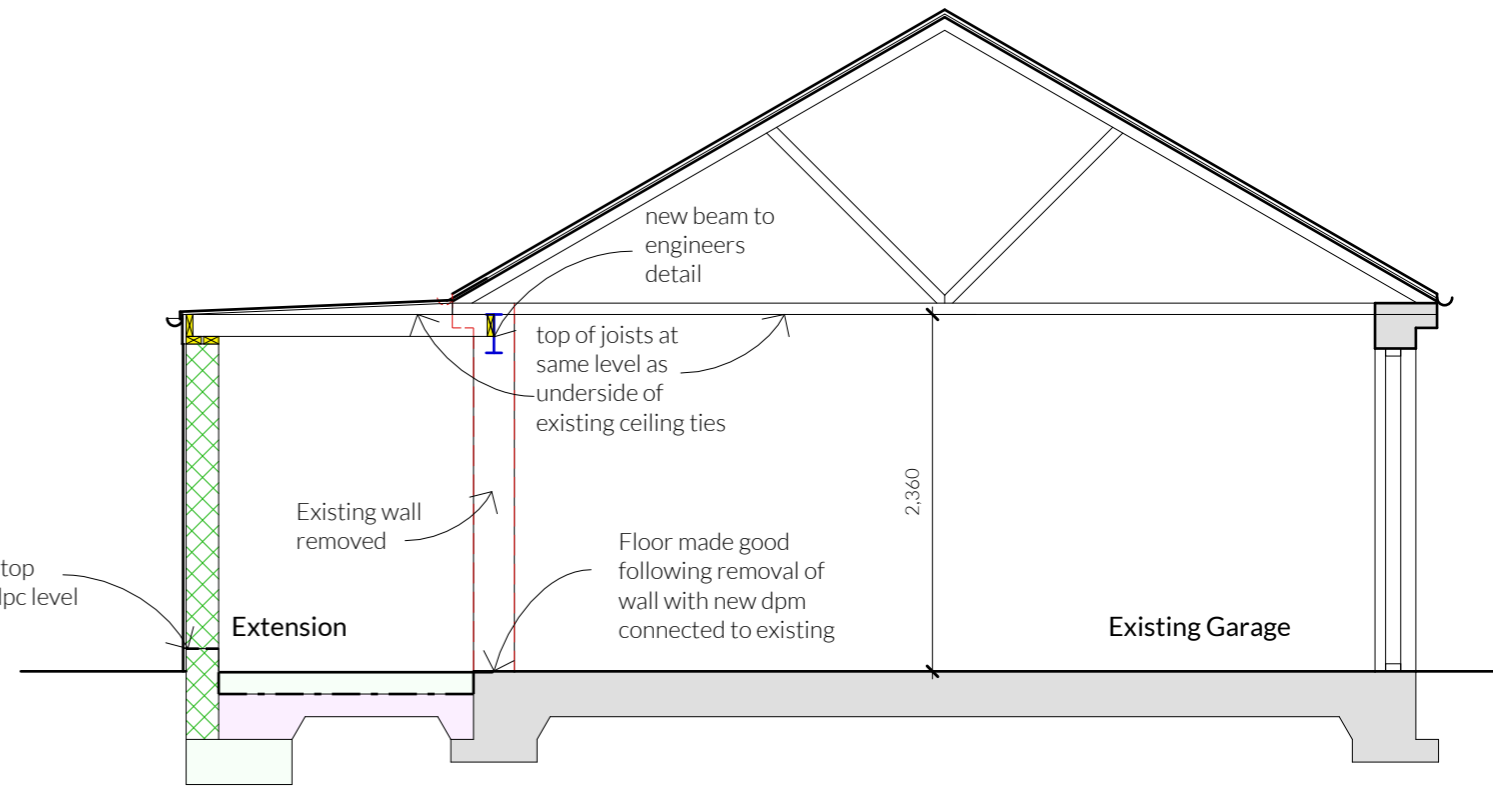 new beam to
engineers
detail
top of joists at
same level as
underside of
existing ceiling ties
2,360
Existing wall
removed
Floor made good
following removal of
wall with new dpm
connected to existing
top
level
Extension
Existing Garage